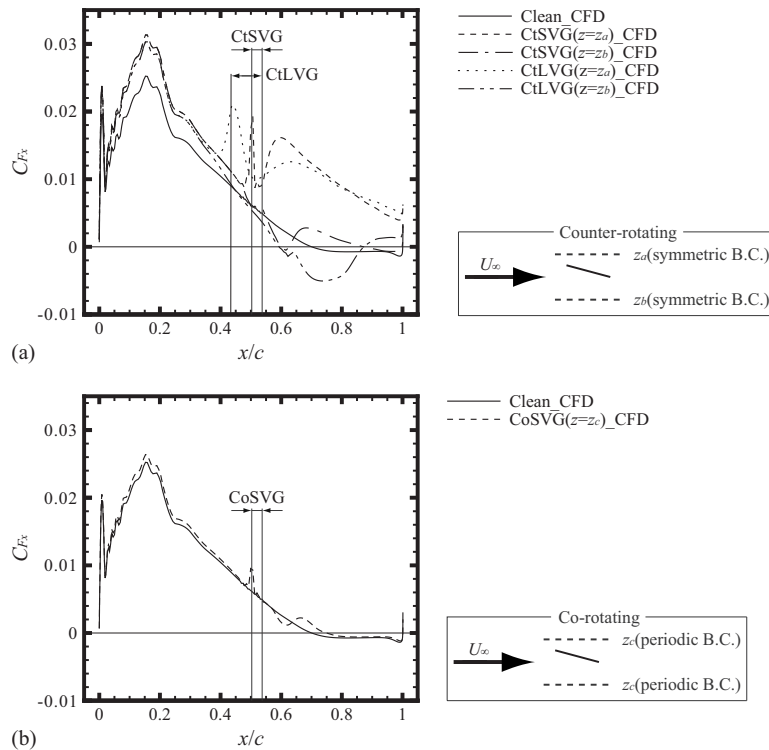 0.03
0.02
0.01
0
-0.01
C_Fx
0
0.2
0.4
0.6
0.8
1
x/c
(a)
CtSVG
CtLVG
Clean_CFD
CtSVG(z=z_a)_CFD
CtSVG(z=z_b)_CFD
CtLVG(z=z_a)_CFD
CtLVG(z=z_b)_CFD
Counter-rotating
U∞
z_a(symmetric B.C.)
z_b(symmetric B.C.)
0.03
0.02
0.01
0
-0.01
C_Fx
0
0.2
0.4
0.6
0.8
1
x/c
(b)
CoSVG
Clean_CFD
CoSVG(z=z_c)_CFD
Co-rotating
U∞
z_c(periodic B.C.)
z_c(periodic B.C.)